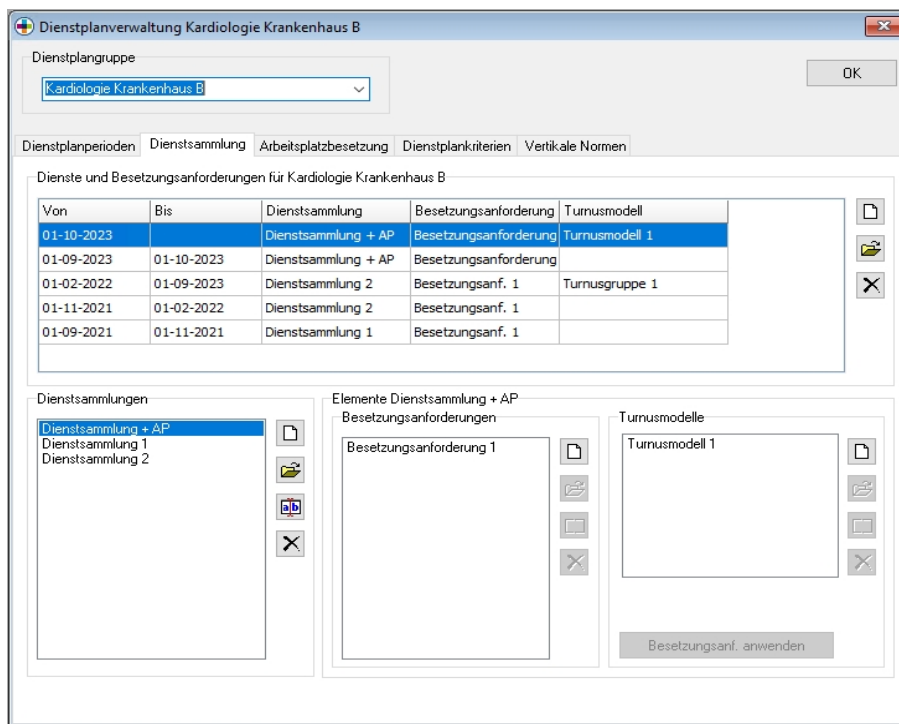 Dienstplanverwaltung Kardiologie Krankenhaus B
Dienstplangruppe
Kardiologie Krankenhaus B
OK
Dienstplanperioden Dienstsammlung Arbeitsplatzbesetzung Dienstplankriterien Vertikale Normen
Dienste und Besetzungsanforderungen für Kardiologie Krankenhaus B
Von Bis Dienstsammlung Besetzungsanforderung Turnusmodell
01-10-2023 Dienstsammlung + AP Besetzungsanforderung Turnusmodell 1
01-09-2023 01-10-2023 Dienstsammlung + AP Besetzungsanforderung
01-02-2022 01-09-2023 Dienstsammlung 2 Besetzungsanf. 1 Turnusgruppe 1
01-11-2021 01-02-2022 Dienstsammlung 2 Besetzungsanf. 1
01-09-2021 01-11-2021 Dienstsammlung 1 Besetzungsanf. 1
Dienstsammlungen
Dienstsammlung + AP
Dienstsammlung 1
Dienstsammlung 2
ab
Elemente Dienstsammlung + AP
Besetzungsanforderungen
Besetzungsanforderung 1
Turnusmodelle
Turnusmodell 1
Besetzungsanf. anwenden